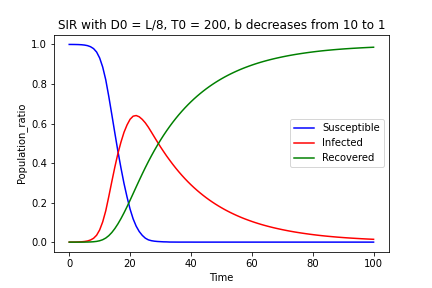 SIR with D0 = L/8, T0 = 200, b decreases from 10 to 1
1.0
0.8
0.6
0.4
0.2
0.0
Population_ratio
Susceptible
Infected
Recovered
0 20 40 60 80 100
Time